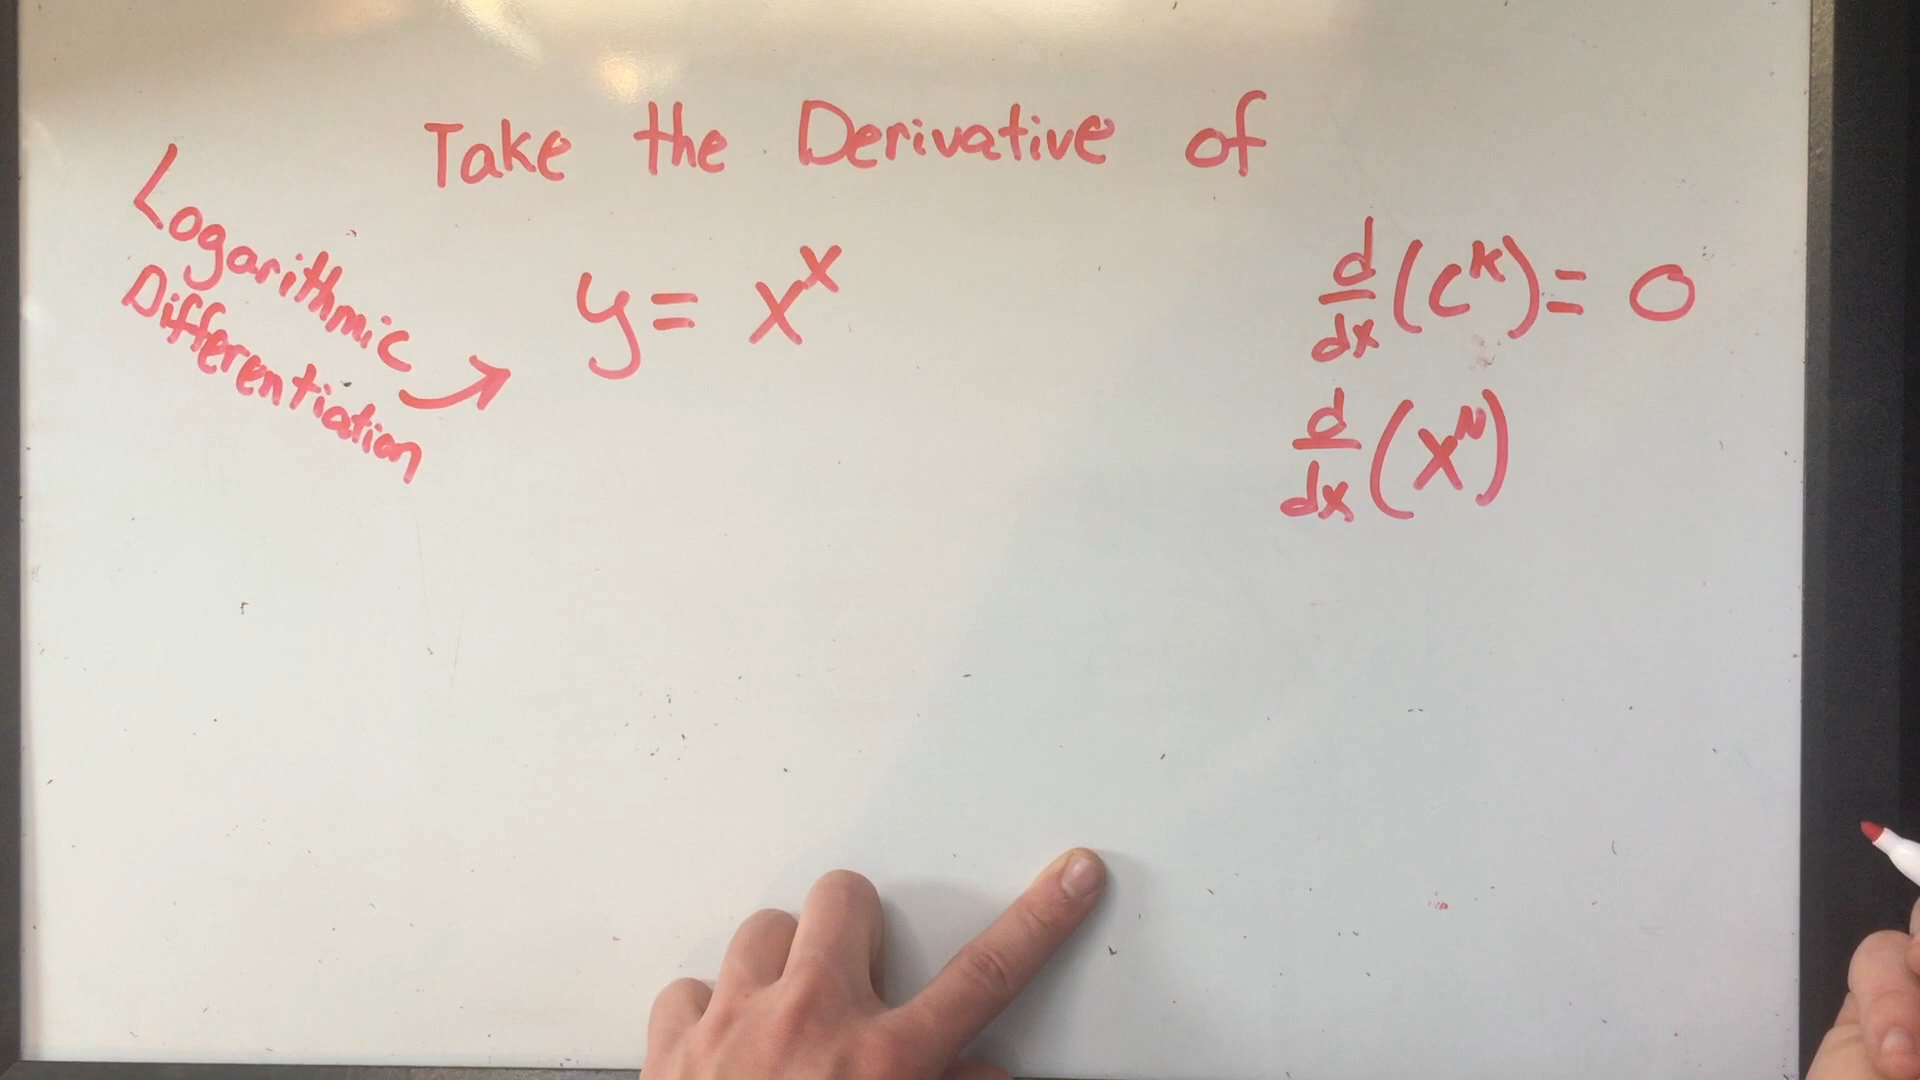 Take the Derivative of
Logarithmic
Differentiation →
y = x^x
d/dx (c^k) = 0
d/dx (x^N)